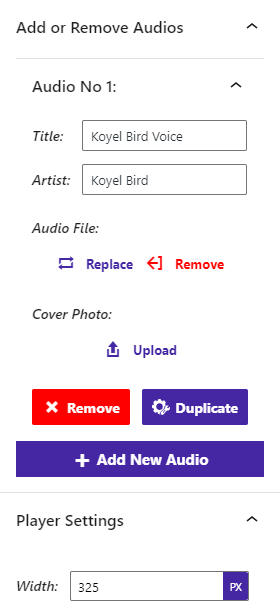 Add or Remove Audios
Audio No 1:
Title: Koyel Bird Voice
Artist: Koyel Bird
Audio File:
Replace Remove
Cover Photo:
Upload
Remove Duplicate
Add New Audio
Player Settings
Width: 325 PX